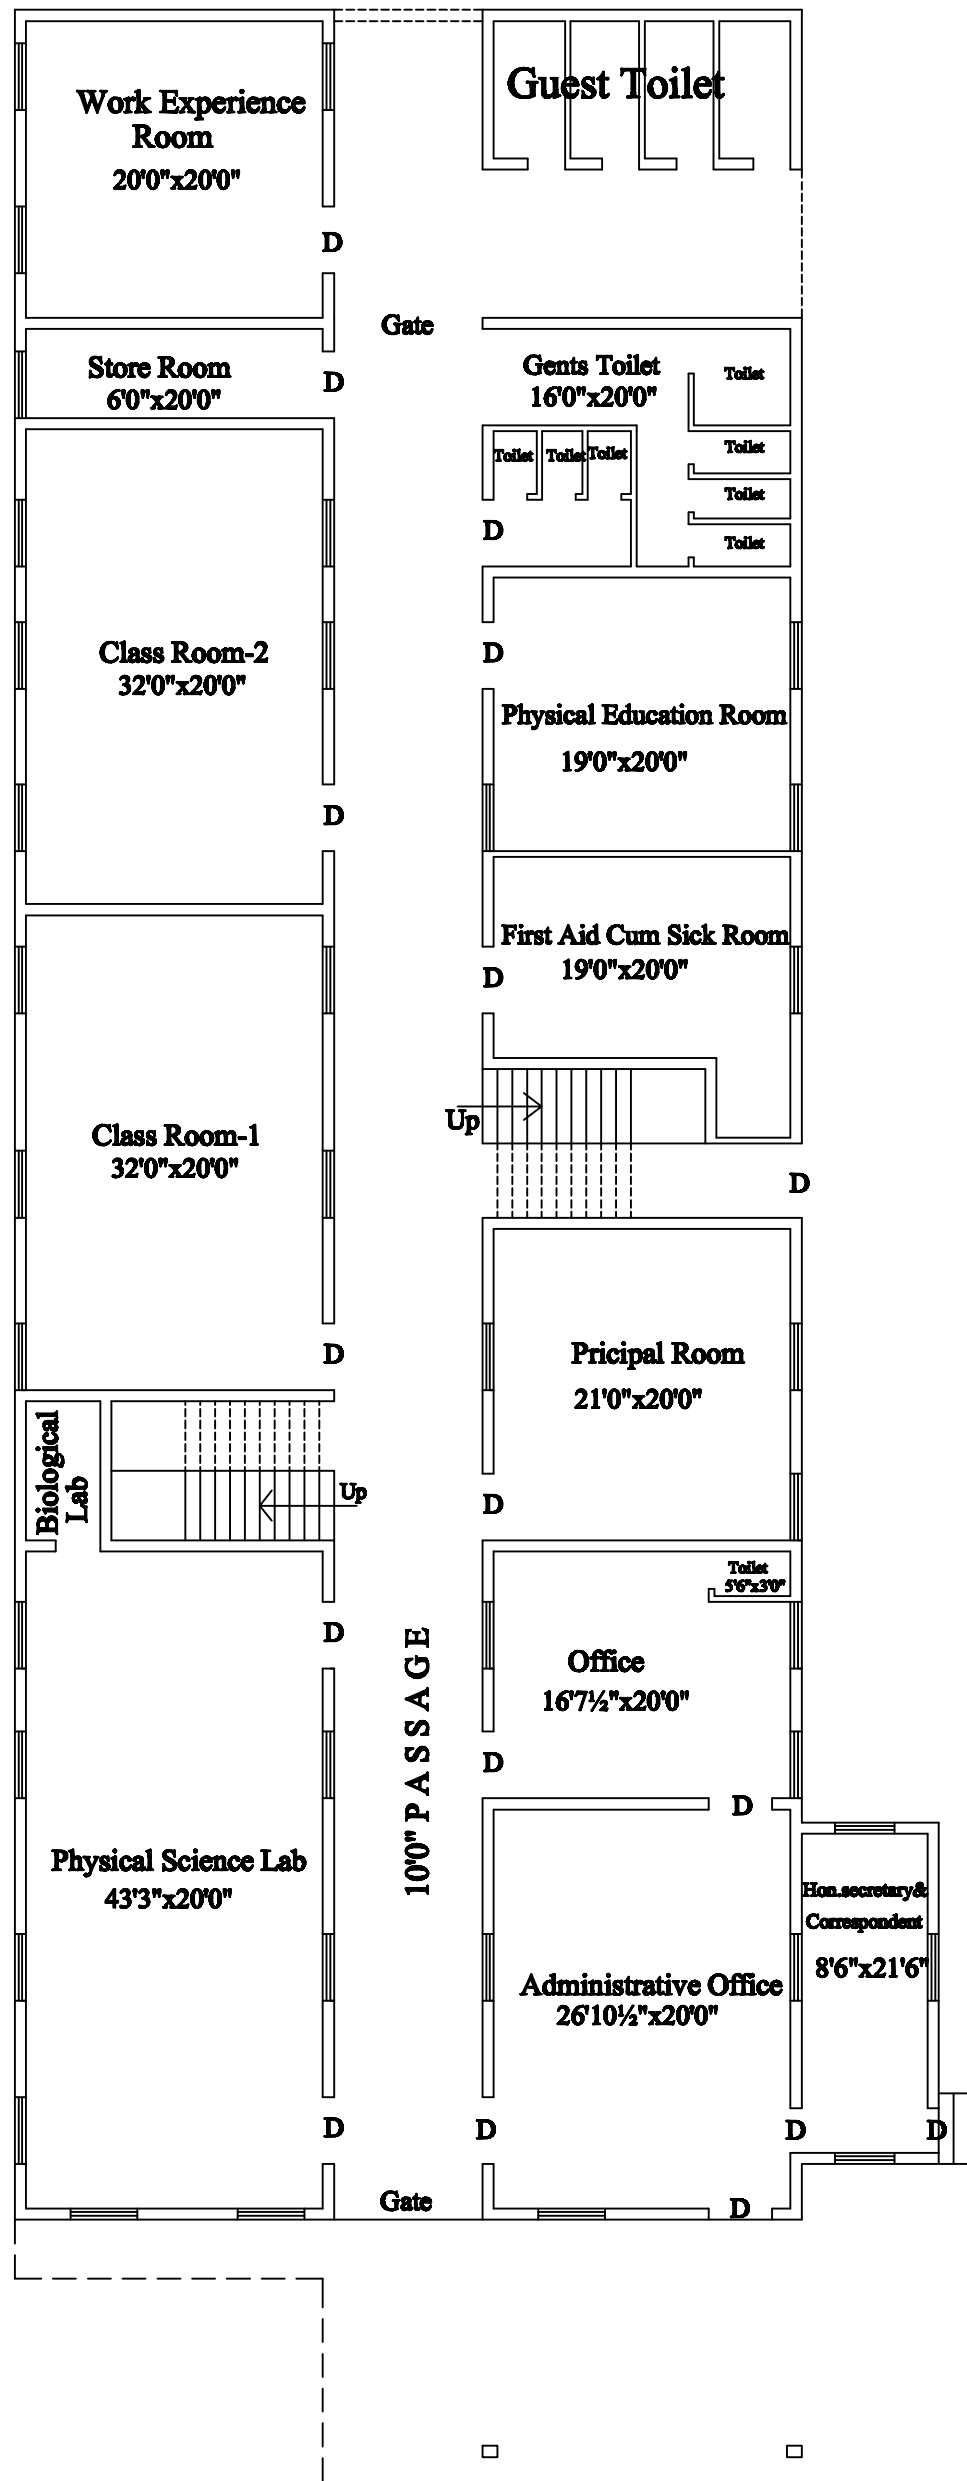 Guest Toilet
Work Experience
Room
20'0"x20'0"
D
Gate
Store Room
6'0"x20'0"
D
Gents Toilet
16'0"x20'0"
Toilet
Toilet
Toilet
Toilet
Toilet
Toilet
Toilet
D
Class Room-2
32'0"x20'0"
D
D
Physical Education Room
19'0"x20'0"
First Aid Cum Sick Room
19'0"x20'0"
D
Up
Class Room-1
32'0"x20'0"
D
D
Pricipal Room
21'0"x20'0"
D
Biological
Lab
Up
Toilet
5'6"x3'0"
D
Office
16'7½"x20'0"
D
D
10'0" PASSAGE
Physical Science Lab
43'3"x20'0"
Hon.secretary&
Correspondent
8'6"x21'6"
Administrative Office
26'10½"x20'0"
D
D
D
D
Gate
D